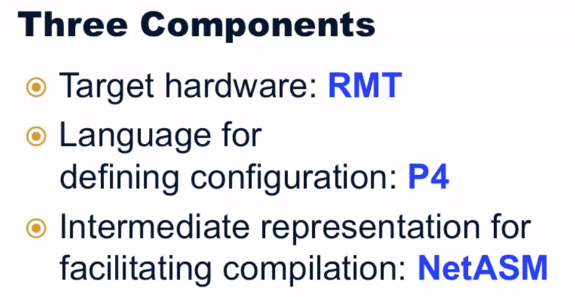 Three Components
Target hardware: RMT
Language for
defining configuration: P4
Intermediate representation for
facilitating compilation: NetASM